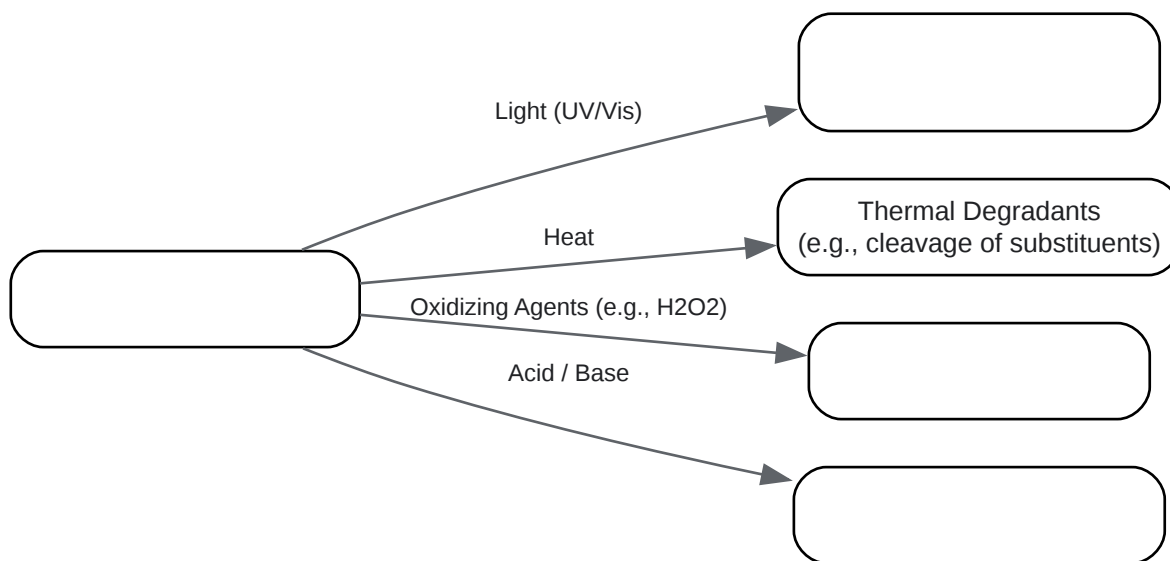 Light (UV/Vis)
Thermal Degradants
(e.g., cleavage of substituents)
Heat
Oxidizing Agents (e.g., H2O2)
Acid / Base